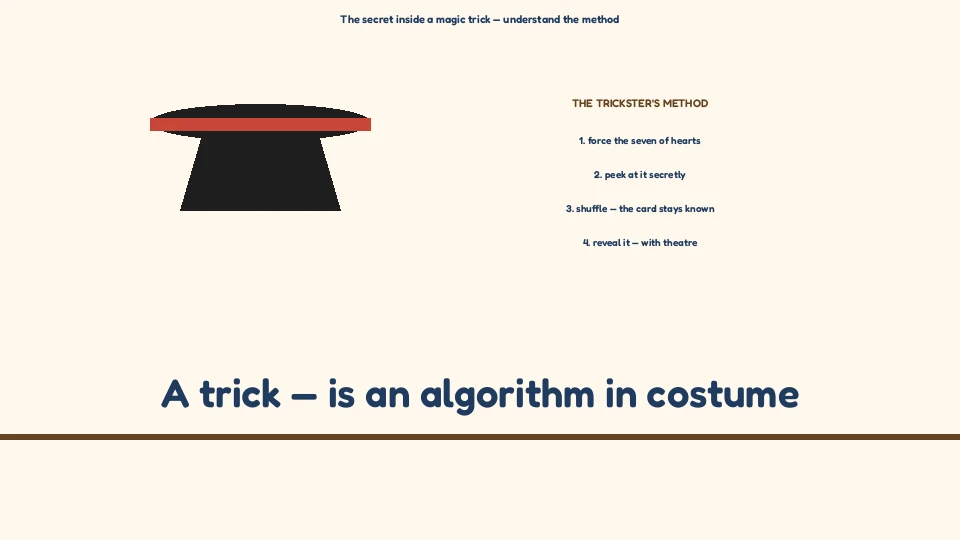 The secret inside a magic trick — understand the method
THE TRICKSTER'S METHOD
1. force the seven of hearts
2. peek at it secretly
3. shuffle — the card stays known
4. reveal it — with theatre
A trick — is an algorithm in costume